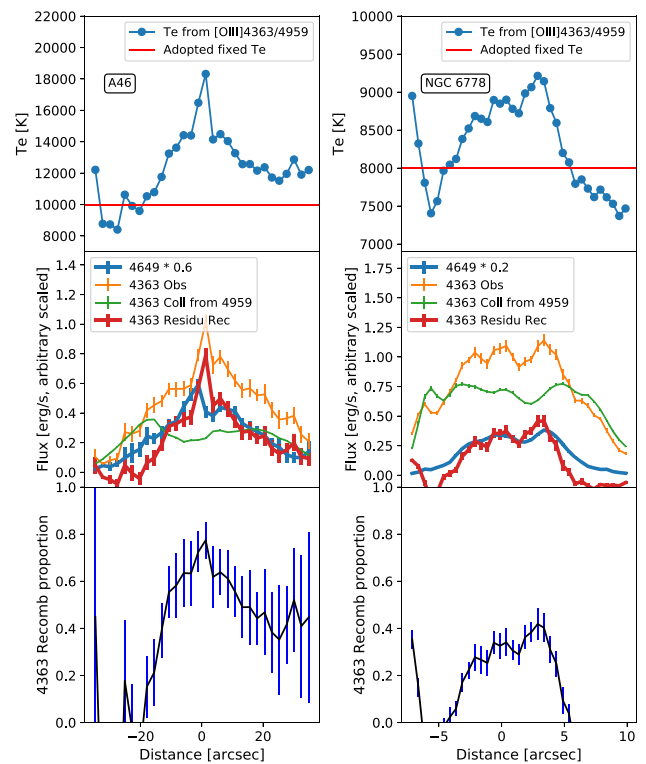 22000
20000
18000
16000
14000
12000
10000
8000
Te [K]
Te from [OIII]4363/4959
Adopted fixed Te
A46
10000
9500
9000
8500
8000
7500
7000
Te [K]
Te from [OIII]4363/4959
Adopted fixed Te
NGC 6778
1.4
1.2
1.0
0.8
0.6
0.4
0.2
0.0
Flux [erg/s, arbitrary scaled]
4649 * 0.6
4363 Obs
4363 Coll from 4959
4363 Residu Rec
1.75
1.50
1.25
1.00
0.75
0.50
0.25
0.00
Flux [erg/s, arbitrary scaled]
4649 * 0.2
4363 Obs
4363 Coll from 4959
4363 Residu Rec
1.0
0.8
0.6
0.4
0.2
0.0
4363 Recomb proportion
−20
0
20
Distance [arcsec]
1.0
0.8
0.6
0.4
0.2
0.0
4363 Recomb proportion
−5
0
5
10
Distance [arcsec]